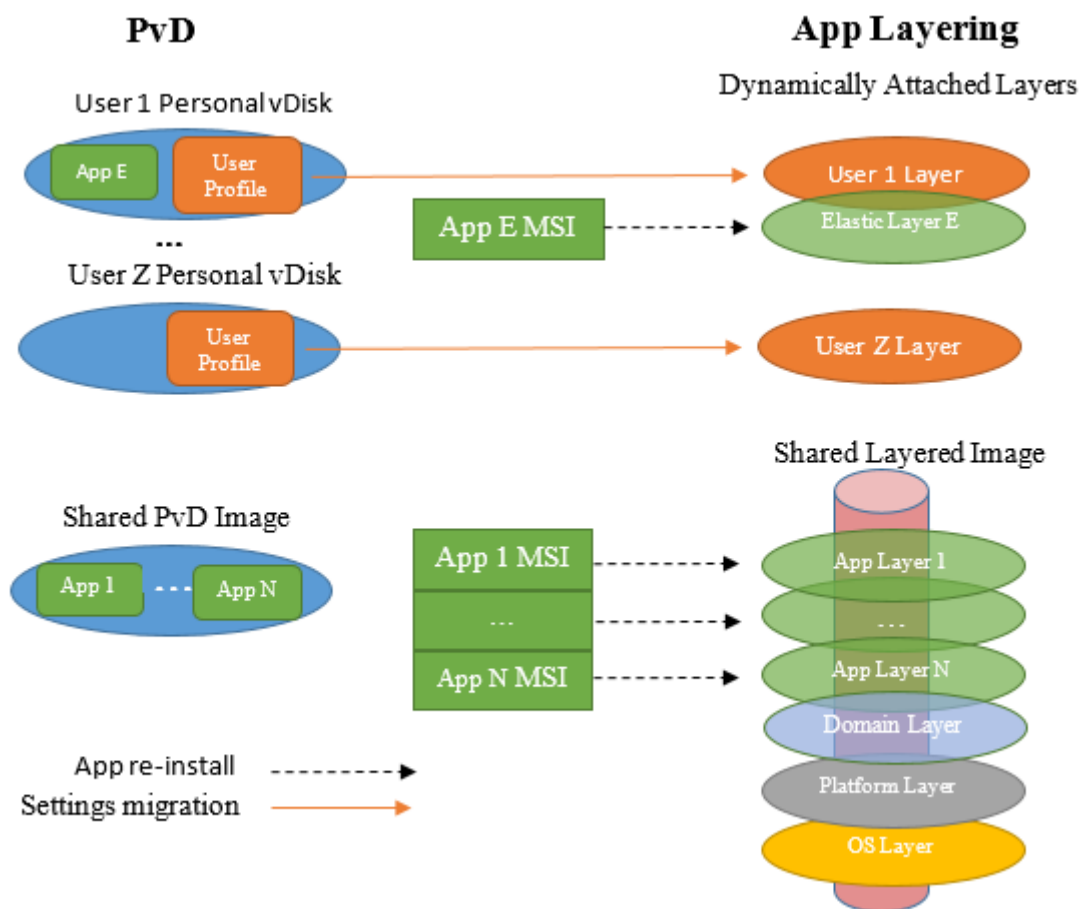 PvD
App Layering
Dynamically Attached Layers
User 1 Personal vDisk
App E
User
Profile
User 1 Layer
App E MSI
Elastic Layer E
...
User Z Personal vDisk
User
Profile
User Z Layer
Shared Layered Image
Shared PvD Image
App 1
...
App N
App 1 MSI
...
App N MSI
App Layer 1
...
App Layer N
Domain Layer
Platform Layer
OS Layer
App re-install
Settings migration